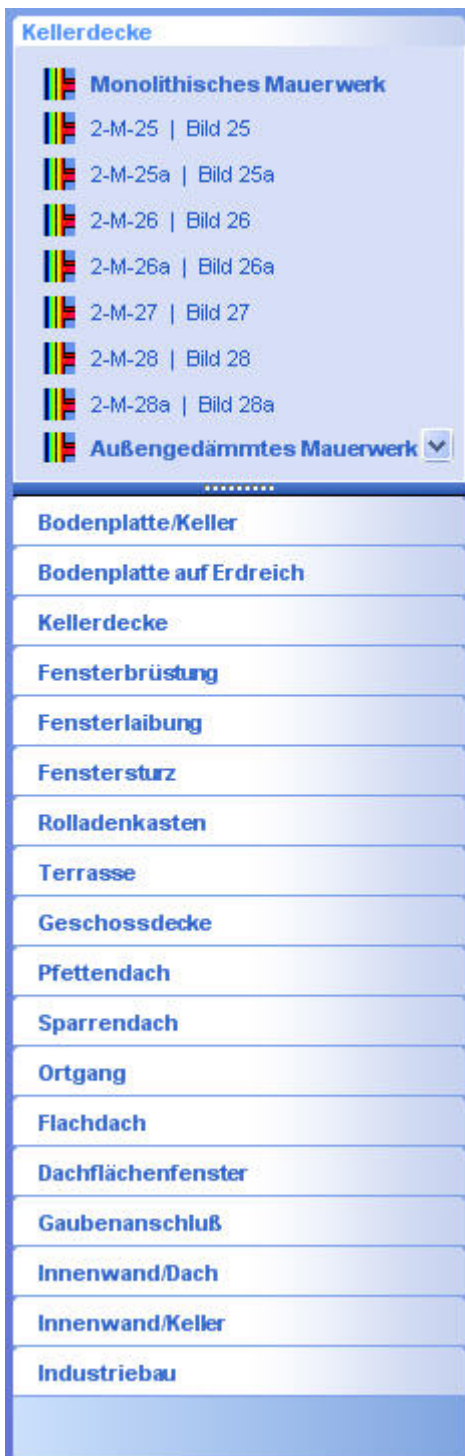 Kellerdecke
Monolithisches Mauerwerk
2-M-25 | Bild 25
2-M-25a | Bild 25a
2-M-26 | Bild 26
2-M-26a | Bild 26a
2-M-27 | Bild 27
2-M-28 | Bild 28
2-M-28a | Bild 28a
Außengedämmtes Mauerwerk
Bodenplatte/Keller
Bodenplatte auf Erdreich
Kellerdecke
Fensterbrüstung
Fensterlaibung
Fenstersturz
Rolladenkasten
Terrasse
Geschossdecke
Pfettendach
Sparrendach
Ortgang
Flachdach
Dachflächenfenster
Gaubenanschluß
Innenwand/Dach
Innenwand/Keller
Industriebau